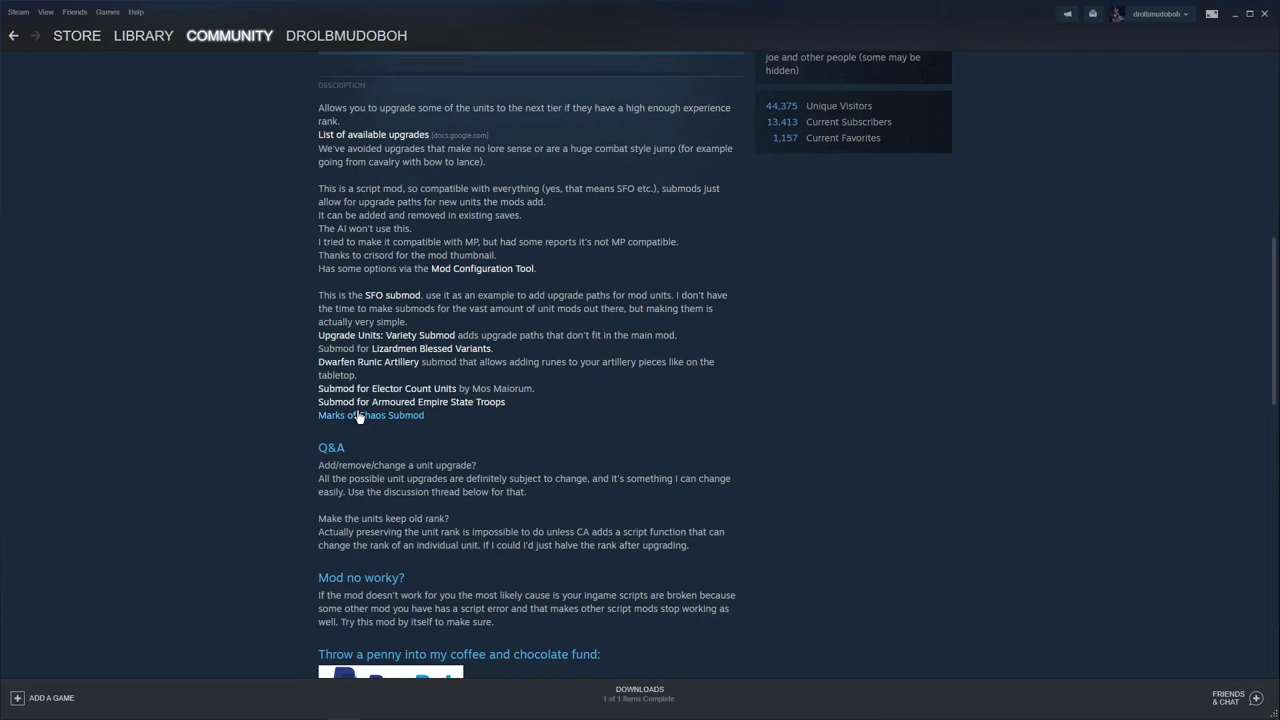 Steam View Friends Games Help
drolbmudoboh
STORE LIBRARY COMMUNITY DROLBMUDOBOH
joe and other people (some may be
hidden)
44,375 Unique Visitors
13,413 Current Subscribers
1,157 Current Favorites
DESCRIPTION
Allows you to upgrade some of the units to the next tier if they have a high enough experience
rank.
List of available upgrades [docs.google.com]
We've avoided upgrades that make no lore sense or are a huge combat style jump (for example
going from cavalry with bow to lance).
This is a script mod, so compatible with everything (yes, that means SFO etc.), submods just
allow for upgrade paths for new units the mods add.
It can be added and removed in existing saves.
The AI won't use this.
I tried to make it compatible with MP, but had some reports it's not MP compatible.
Thanks to crisord for the mod thumbnail.
Has some options via the Mod Configuration Tool.
This is the SFO submod, use it as an example to add upgrade paths for mod units. I don't have
the time to make submods for the vast amount of unit mods out there, but making them is
actually very simple.
Upgrade Units: Variety Submod adds upgrade paths that don't fit in the main mod.
Submod for Lizardmen Blessed Variants.
Dwarfen Runic Artillery submod that allows adding runes to your artillery pieces like on the
tabletop.
Submod for Elector Count Units by Mos Maiorum.
Submod for Armoured Empire State Troops
Marks of Chaos Submod
Q&A
Add/remove/change a unit upgrade?
All the possible unit upgrades are definitely subject to change, and it's something I can change
easily. Use the discussion thread below for that.
Make the units keep old rank?
Actually preserving the unit rank is impossible to do unless CA adds a script function that can
change the rank of an individual unit. If I could I'd just halve the rank after upgrading.
Mod no worky?
If the mod doesn't work for you the most likely cause is your ingame scripts are broken because
some other mod you have has a script error and that makes other script mods stop working as
well. Try this mod by itself to make sure.
Throw a penny into my coffee and chocolate fund:
ADD A GAME
DOWNLOADS
1 of 1 Items Complete
FRIENDS
& CHAT